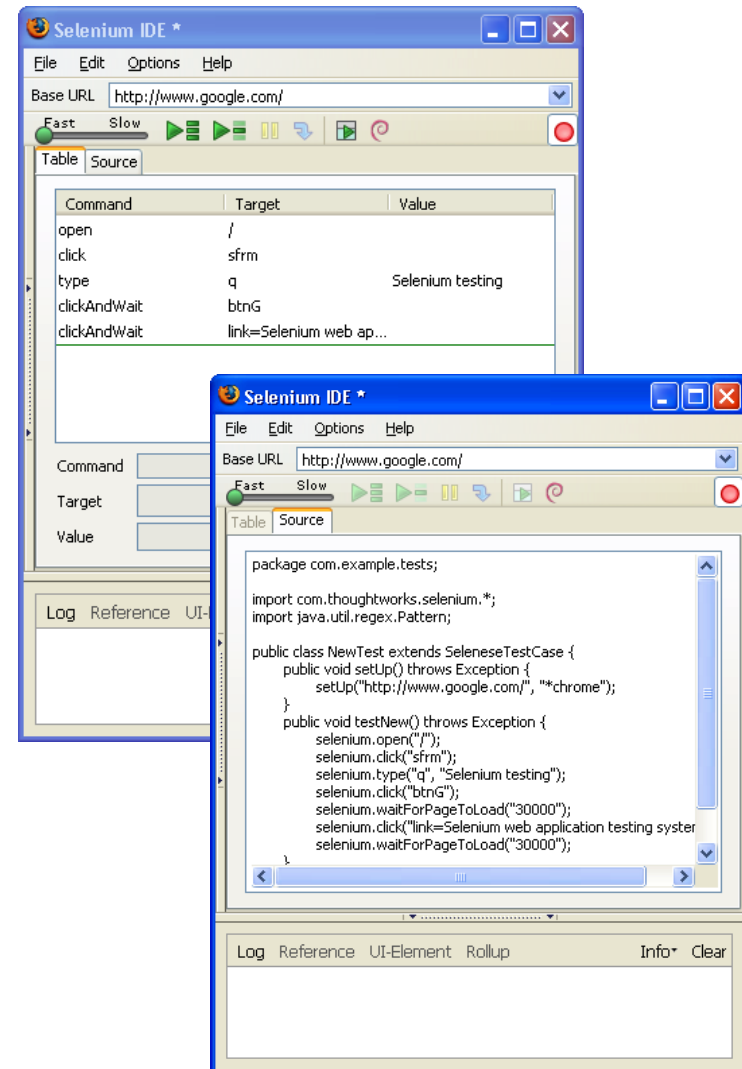 Selenium IDE *
File Edit Options Help
Base URL http://www.google.com/
Fast Slow
Table Source
Command Target Value
open /
click sfrm
type q Selenium testing
clickAndWait btnG
clickAndWait link=Selenium web ap...
Command
Target
Value
Log Reference
Selenium IDE *
File Edit Options Help
Base URL http://www.google.com/
Fast Slow
Table Source
package com.example.tests;
import com.thoughtworks.selenium.*;
import java.util.regex.Pattern;
public class NewTest extends SeleneseTestCase {
public void setUp() throws Exception {
setUp("http://www.google.com/", "*chrome");
}
public void testNew() throws Exception {
selenium.open("/");
selenium.click("sfrm");
selenium.type("q", "Selenium testing");
selenium.click("btnG");
selenium.waitForPageToLoad("30000");
selenium.click("link=Selenium web application testing system
selenium.waitForPageToLoad("30000");
}
Log Reference UI-Element Rollup Info Clear